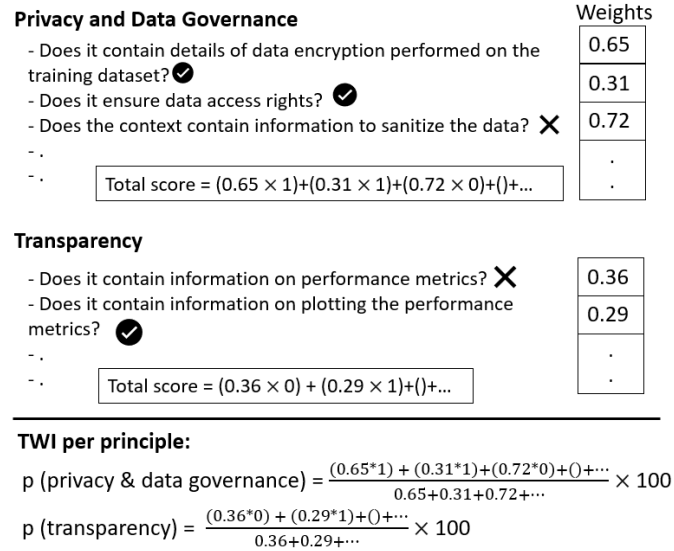 Privacy and Data Governance
Weights
- Does it contain details of data encryption performed on the
training dataset?
0.65
- Does it ensure data access rights?
0.31
- Does the context contain information to sanitize the data?
0.72
- .
.
- .
.
Total score = (0.65 × 1)+(0.31 × 1)+(0.72 × 0)+()+...
Transparency
- Does it contain information on performance metrics?
0.36
- Does it contain information on plotting the performance
metrics?
0.29
- .
.
- .
.
Total score = (0.36 × 0) + (0.29 × 1)+()+...
TWI per principle:
p (privacy & data governance) = (0.65*1) + (0.31*1)+(0.72*0)+()+⋯ / 0.65+0.31+0.72+⋯ × 100
p (transparency) = (0.36*0) + (0.29*1)+()+⋯ / 0.36+0.29+⋯ × 100